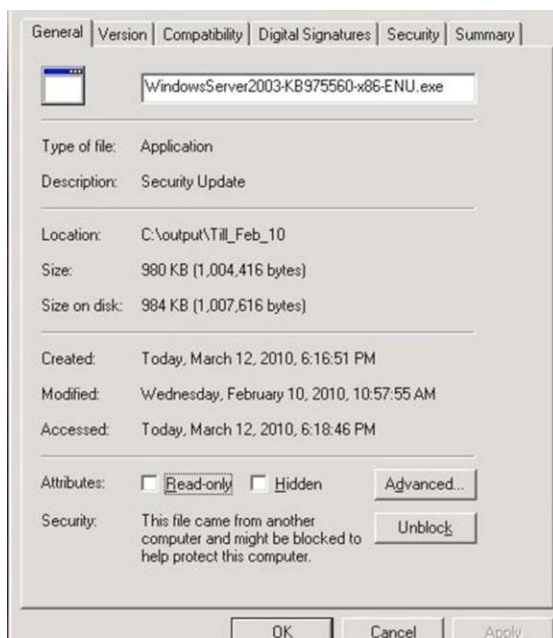 General Version Compatibility Digital Signatures Security Summary
WindowsServer2003-KB975560-x86-ENU.exe
Type of file: Application
Description: Security Update
Location: C:\output\Till_Feb_10
Size: 980 KB (1,004,416 bytes)
Size on disk: 984 KB (1,007,616 bytes)
Created: Today, March 12, 2010, 6:16:51 PM
Modified: Wednesday, February 10, 2010, 10:57:55 AM
Accessed: Today, March 12, 2010, 6:18:46 PM
Attributes: Read-only Hidden Advanced...
Security: This file came from another
computer and might be blocked to
help protect this computer.
Unblock
OK Cancel Apply